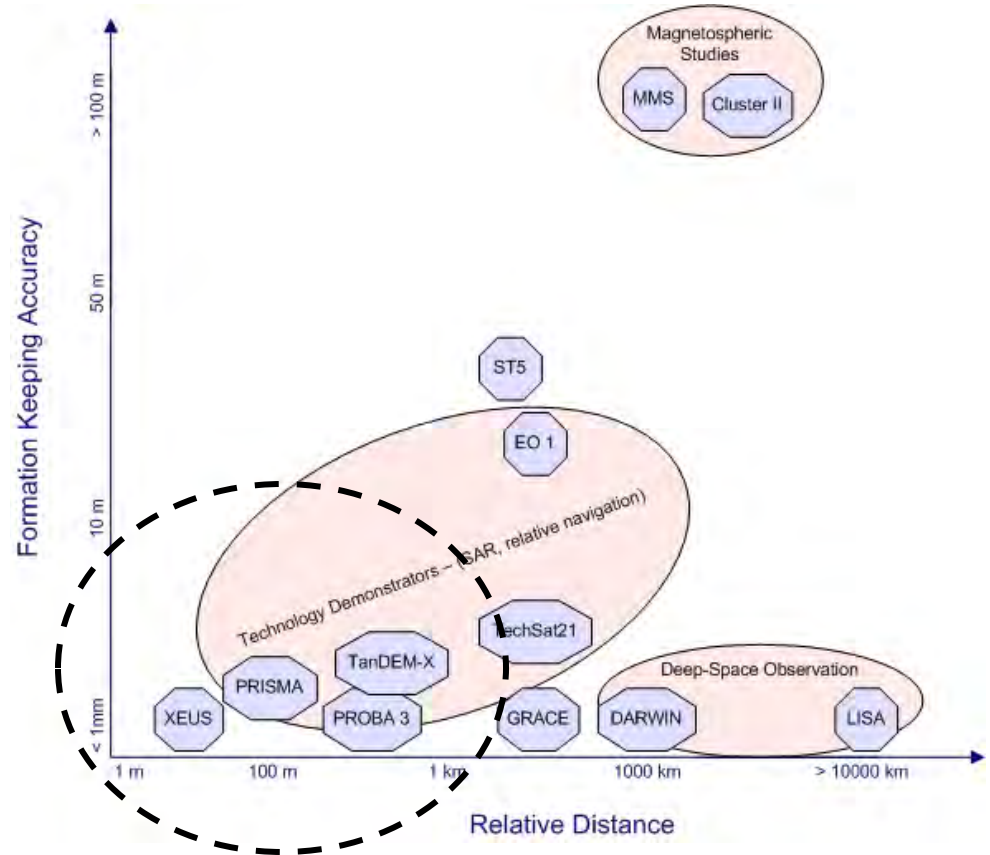 Magnetospheric
Studies
MMS
Cluster II
> 100 m
50 m
10 m
< 1mm
Formation Keeping Accuracy
ST5
EO 1
Technology Demonstrators – (SAR, relative navigation)
TechSat21
TanDEM-X
PRISMA
PROBA 3
XEUS
GRACE
Deep-Space Observation
DARWIN
LISA
1 m
100 m
1 km
1000 km
> 10000 km
Relative Distance